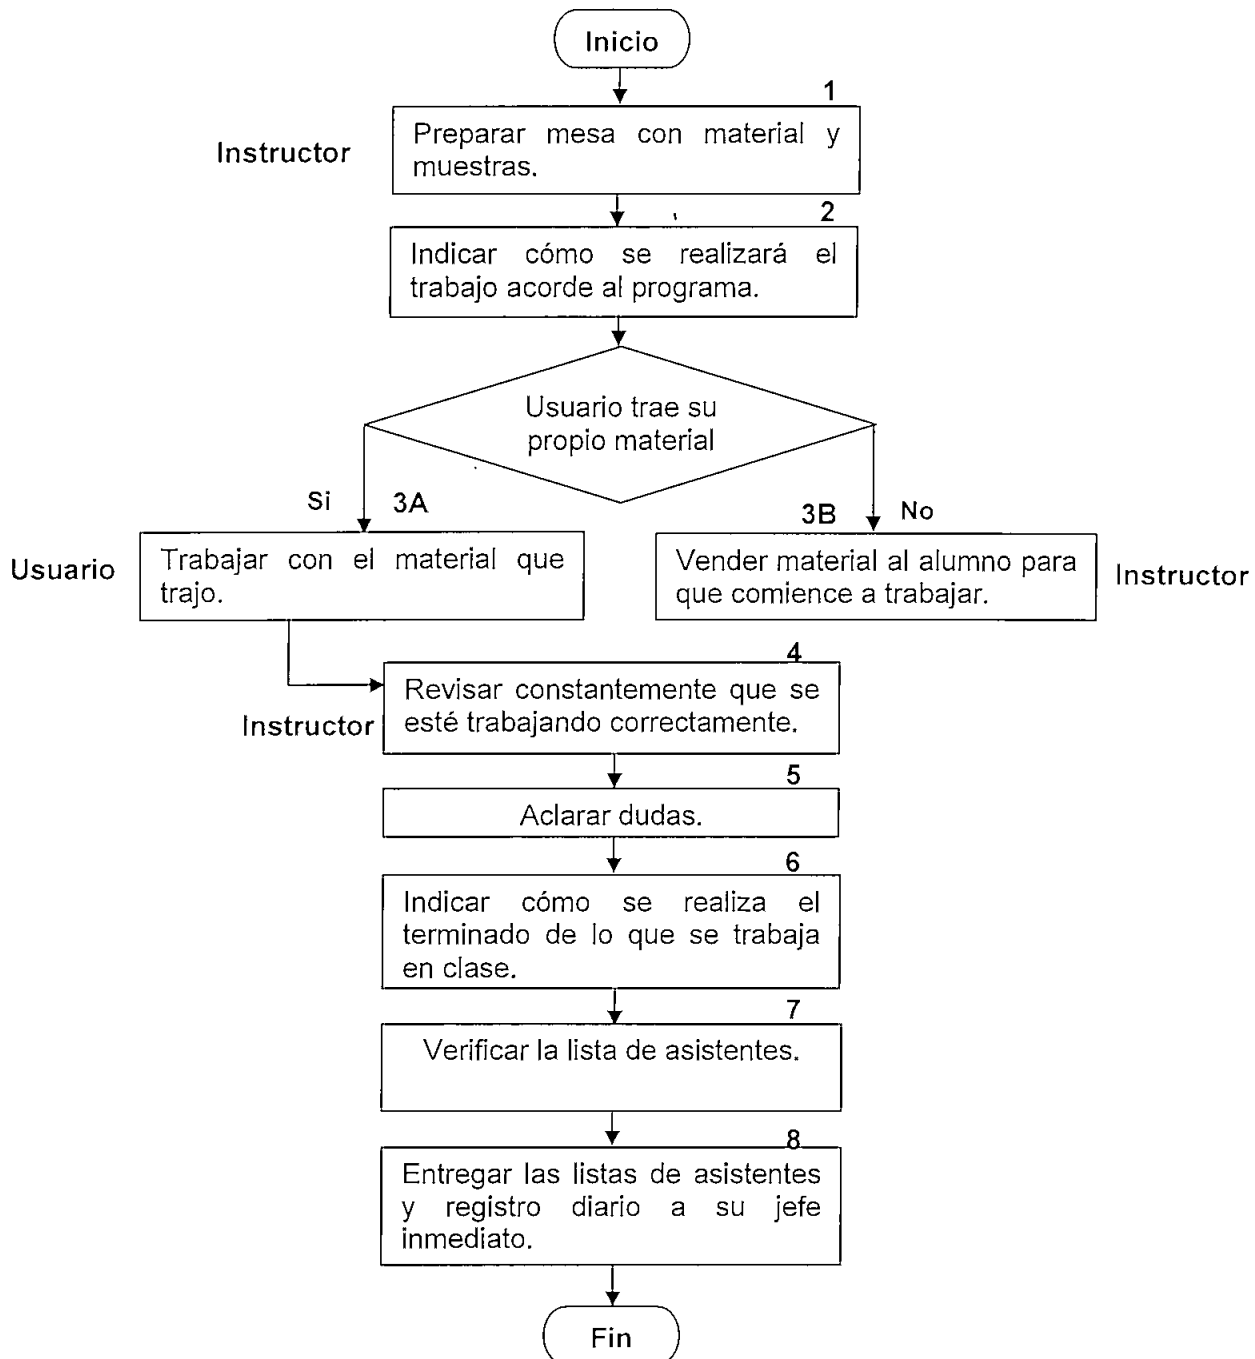 Inicio
1
Instructor
Preparar mesa con material y
muestras.
2
Indicar cómo se realizará el
trabajo acorde al programa.
Usuario trae su
propio material
Si
3A
3B
No
Usuario
Trabajar con el material que
trajo.
Vender material al alumno para
que comience a trabajar.
Instructor
4
Revisar constantemente que se
esté trabajando correctamente.
Instructor
5
Aclarar dudas.
6
Indicar cómo se realiza el
terminado de lo que se trabaja
en clase.
7
Verificar la lista de asistentes.
8
Entregar las listas de asistentes
y registro diario a su jefe
inmediato.
Fin